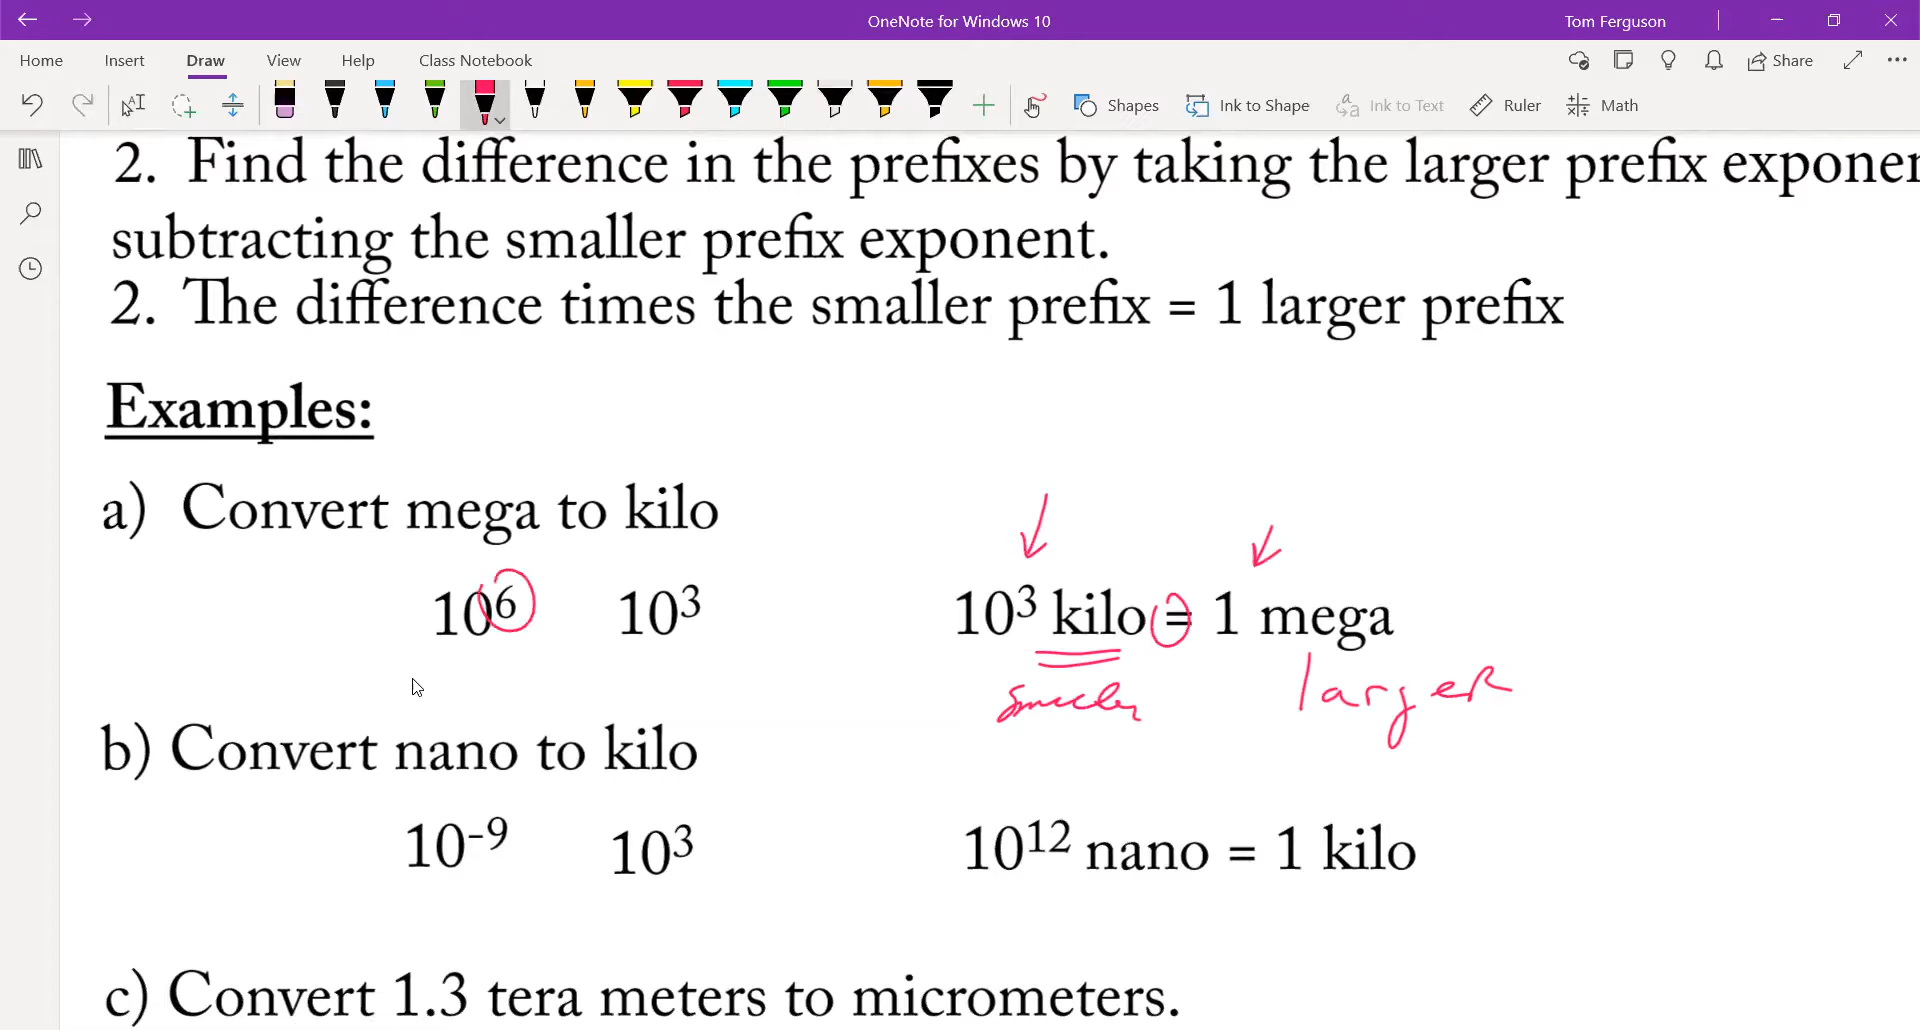 OneNote for Windows 10
Tom Ferguson
Home Insert Draw View Help Class Notebook Share
Shapes Ink to Shape Ink to Text Ruler Math
2. Find the difference in the prefixes by taking the larger prefix exponen
subtracting the smaller prefix exponent.
2. The difference times the smaller prefix = 1 larger prefix
Examples:
a) Convert mega to kilo
10⁶ 10³ 10³ kilo = 1 mega
smaller larger
b) Convert nano to kilo
10⁻⁹ 10³ 10¹² nano = 1 kilo
c) Convert 1.3 tera meters to micrometers.